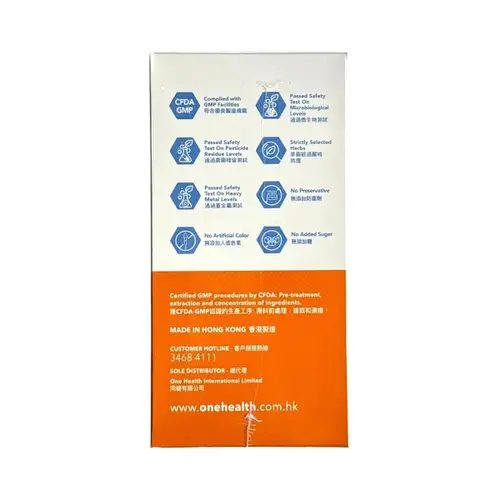 CFDA
GMP
Complied with
GMP Facilities
符合優良製造規範
Passed Safety
Test On
Microbiological
Levels
通過微生物測試
Passed Safety
Test On Pesticide
Residue Levels
通過農藥殘留測試
Strictly Selected
Herbs
Passed Safety
Test On Heavy
Metal Levels
通過重金屬測試
No Preservative
無添加防腐劑
No Artificial Color
無添加人造色素
No Added Sugar
無添加糖
Certified GMP procedures by CFDA: Pre-treatment,
extraction and concentration of ingredients.
獲CFDA-GMP認證的生產工序: 原料前處理、提取和濃縮。
MADE IN HONG KONG 香港製造
CUSTOMER HOTLINE · 客戶服務熱線
3468 4111
SOLE DISTRIBUTOR · 總代理
One Health International Limited
同健有限公司
www.onehealth.com.hk